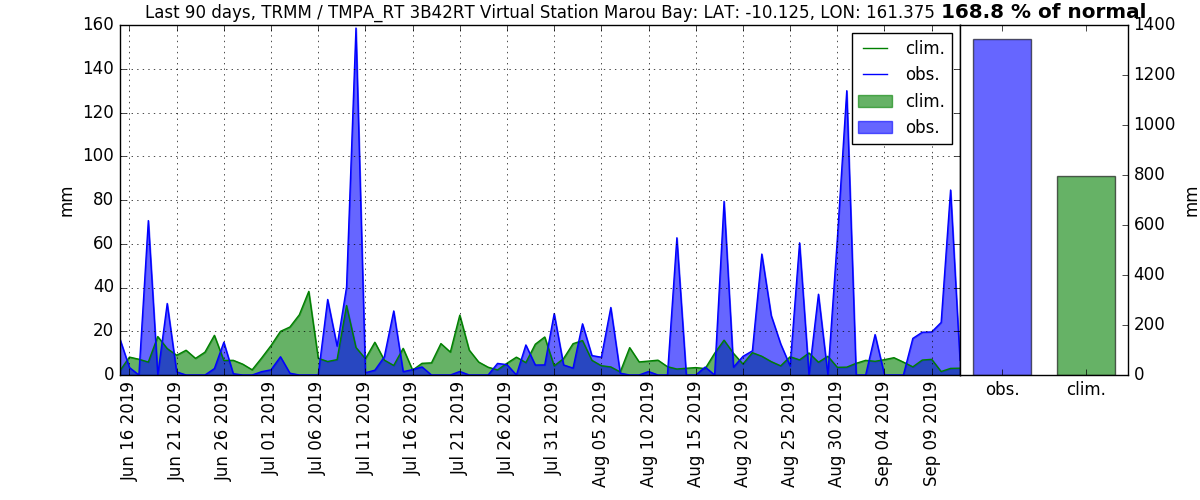 Last 90 days, TRMM / TMPA_RT 3B42RT Virtual Station Marou Bay: LAT: -10.125, LON: 161.375 168.8 % of normal
160
140
120
100
80
60
40
20
0
mm
clim.
obs.
clim.
obs.
Jun 16 2019
Jun 21 2019
Jun 26 2019
Jul 01 2019
Jul 06 2019
Jul 11 2019
Jul 16 2019
Jul 21 2019
Jul 26 2019
Jul 31 2019
Aug 05 2019
Aug 10 2019
Aug 15 2019
Aug 20 2019
Aug 25 2019
Aug 30 2019
Sep 04 2019
Sep 09 2019
1400
1200
1000
800
600
400
200
0
mm
obs.
clim.